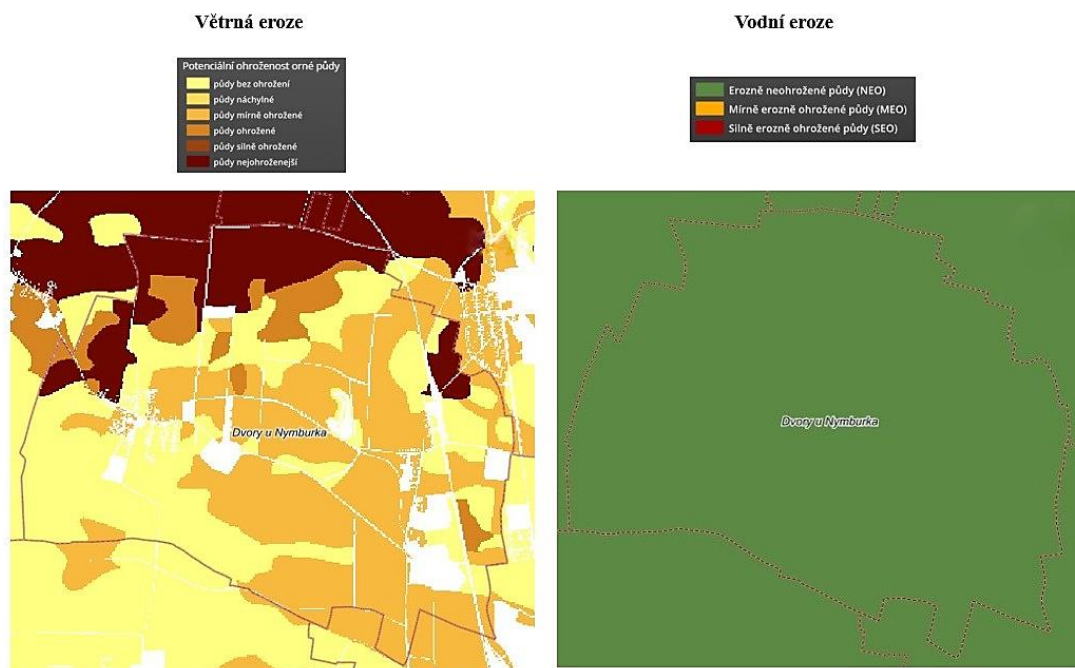 Větrná eroze
Potenciální ohroženost orné půdy
půdy bez ohrožení
půdy náchylné
půdy mírně ohrožené
půdy ohrožené
půdy silně ohrožené
půdy nejohroženejší
Dvory u Nymburka
Vodní eroze
Erozně neohrožené půdy (NEO)
Mírně erozně ohrožené půdy (MEO)
Silně erozně ohrožené půdy (SEO)
Dvory u Nymburka